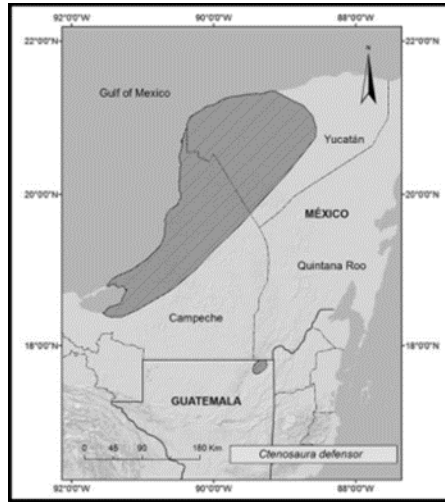 92°0'0"W 90°0'0"W 88°0'0"W
22°0'0"N 22°0'0"N
N
Gulf of Mexico
Yucatán
20°0'0"N 20°0'0"N
MÉXICO
Quintana Roo
Campeche
18°0'0"N 18°0'0"N
GUATEMALA
0 45 90 180 Km
Ctenosaura defensor
92°0'0"W 90°0'0"W 88°0'0"W